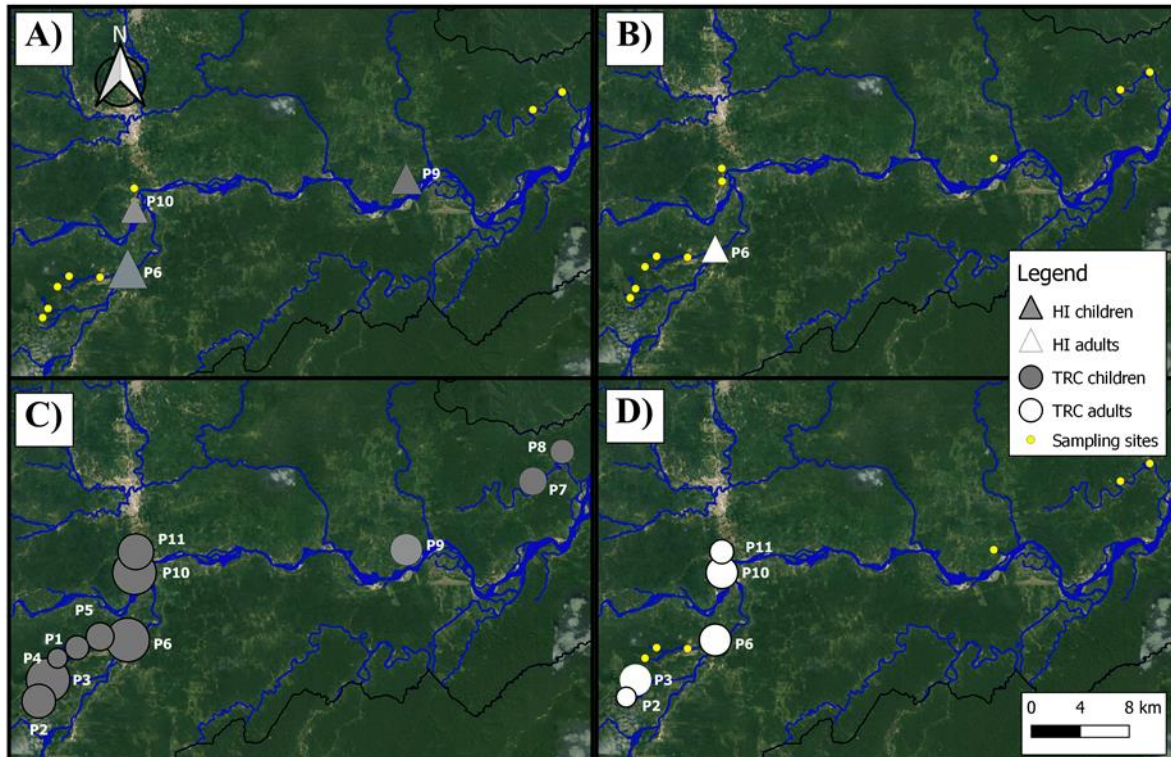 A)
N
P9
P10
P6
B)
P6
Legend
HI children
HI adults
TRC children
TRC adults
Sampling sites
C)
P8
P7
P11
P9
P10
P5
P1
P6
P4
P3
P2
D)
P11
P10
P6
P3
P2
0 4 8 km